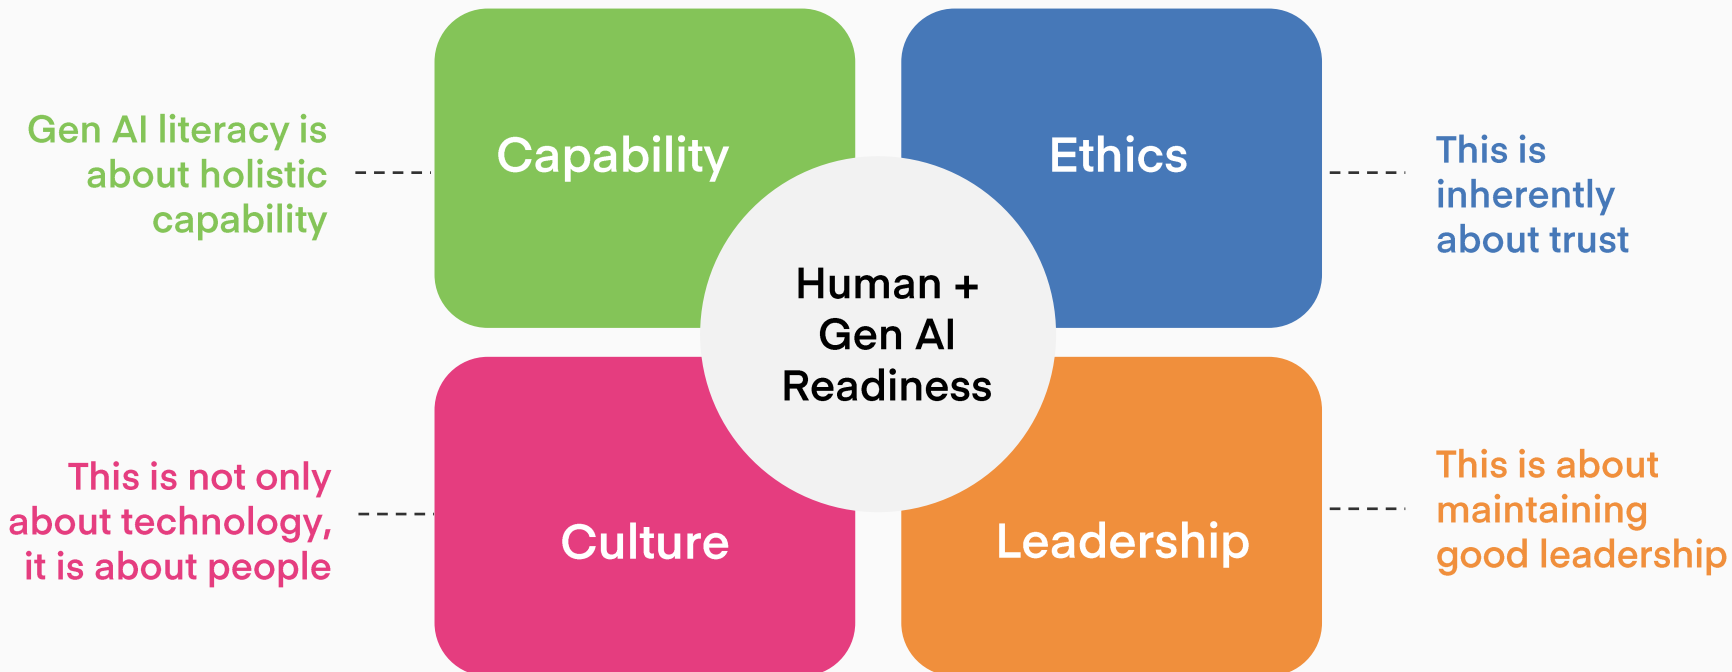 Gen AI literacy is
about holistic
capability
Capability
Ethics
This is
inherently
about trust
Human +
Gen AI
Readiness
This is not only
about technology,
it is about people
Culture
Leadership
This is about
maintaining
good leadership